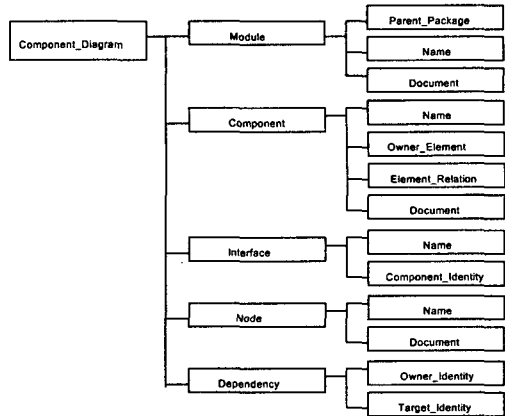 Component_Diagram
Module
Parent_Package
Name
Document
Component
Name
Owner_Element
Element_Relation
Document
Interface
Name
Component_Identity
Node
Name
Document
Dependency
Owner_Identity
Target_Identity